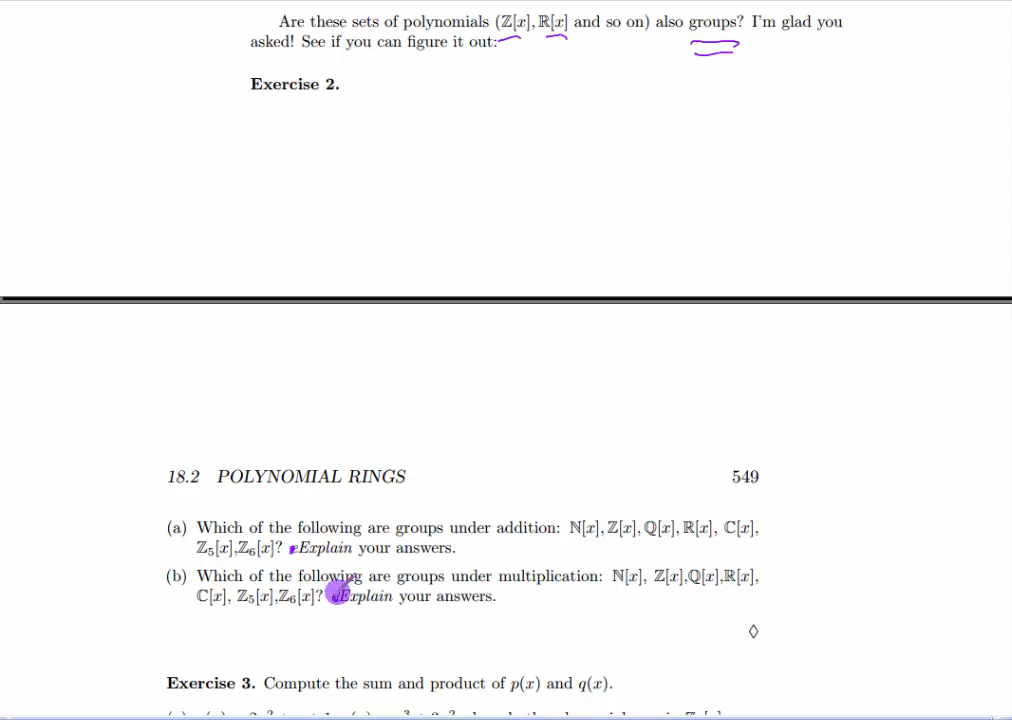 Are these sets of polynomials (ℤ[x], ℝ[x] and so on) also groups? I'm glad you
asked! See if you can figure it out:
Exercise 2.
18.2 POLYNOMIAL RINGS 549
(a) Which of the following are groups under addition: ℕ[x], ℤ[x], ℚ[x], ℝ[x], ℂ[x],
ℤ₅[x],ℤ₆[x]? eExplain your answers.
(b) Which of the following are groups under multiplication: ℕ[x], ℤ[x],ℚ[x],ℝ[x],
ℂ[x], ℤ₅[x],ℤ₆[x]? eExplain your answers.
◊
Exercise 3. Compute the sum and product of p(x) and q(x).